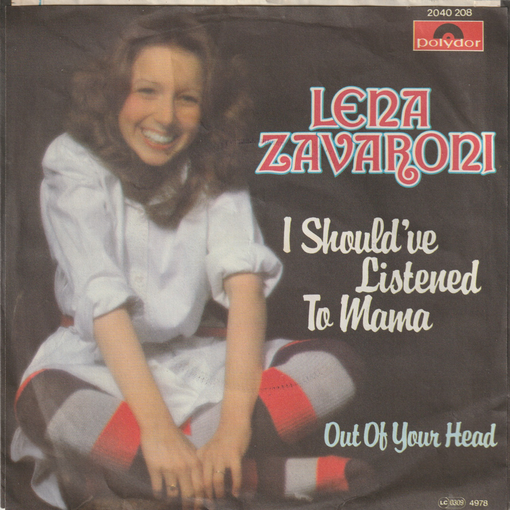 2040 208
polydor
LENA
ZAVARONI
I Should've
Listened
To Mama
Out Of Your Head
LC 0309 4978